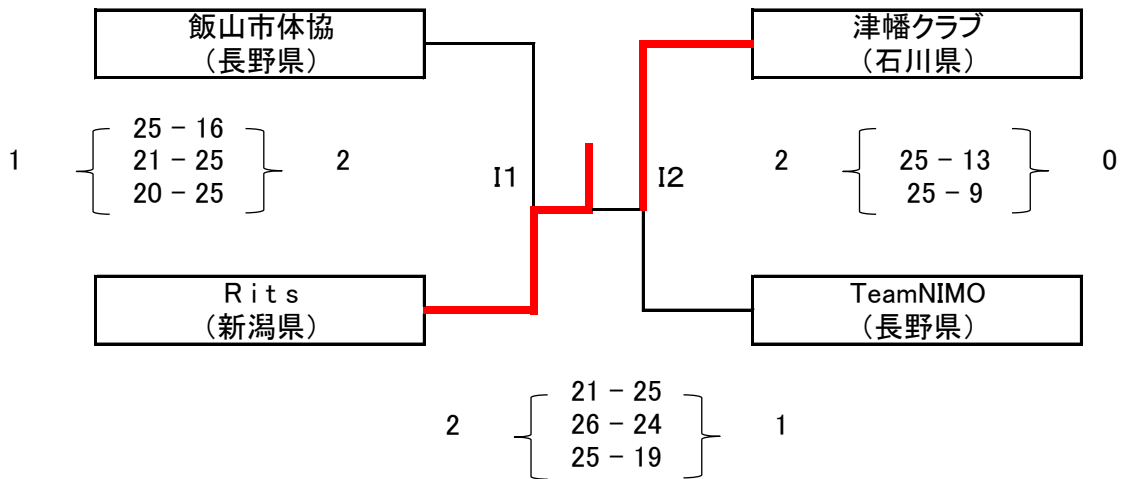 飯山市体協
（長野県）
津幡クラブ
（石川県）
1
25 － 16
21 － 25
20 － 25
2
I1
I2
2
25 － 13
25 － 9
0
Ｒｉｔｓ
（新潟県）
TeamNIMO
（長野県）
2
21 － 25
26 － 24
25 － 19
1